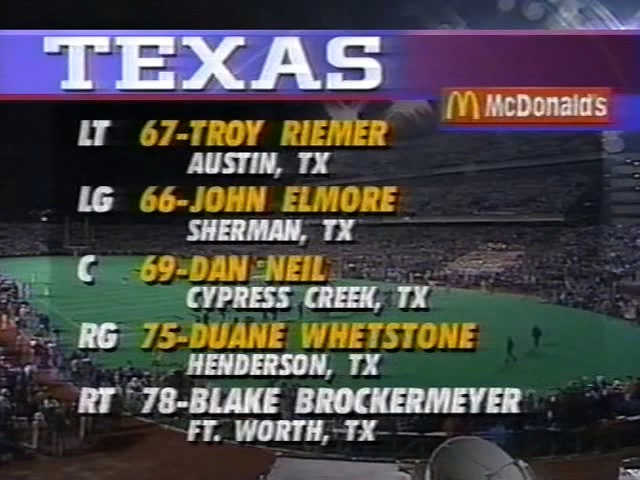 TEXAS
McDonald's
LT 67-TROY RIEMER
AUSTIN, TX
LG 66-JOHN ELMORE
SHERMAN, TX
C 69-DAN NEIL
CYPRESS CREEK, TX
RG 75-DUANE WHETSTONE
HENDERSON, TX
RT 78-BLAKE BROCKERMEYER
FT. WORTH, TX